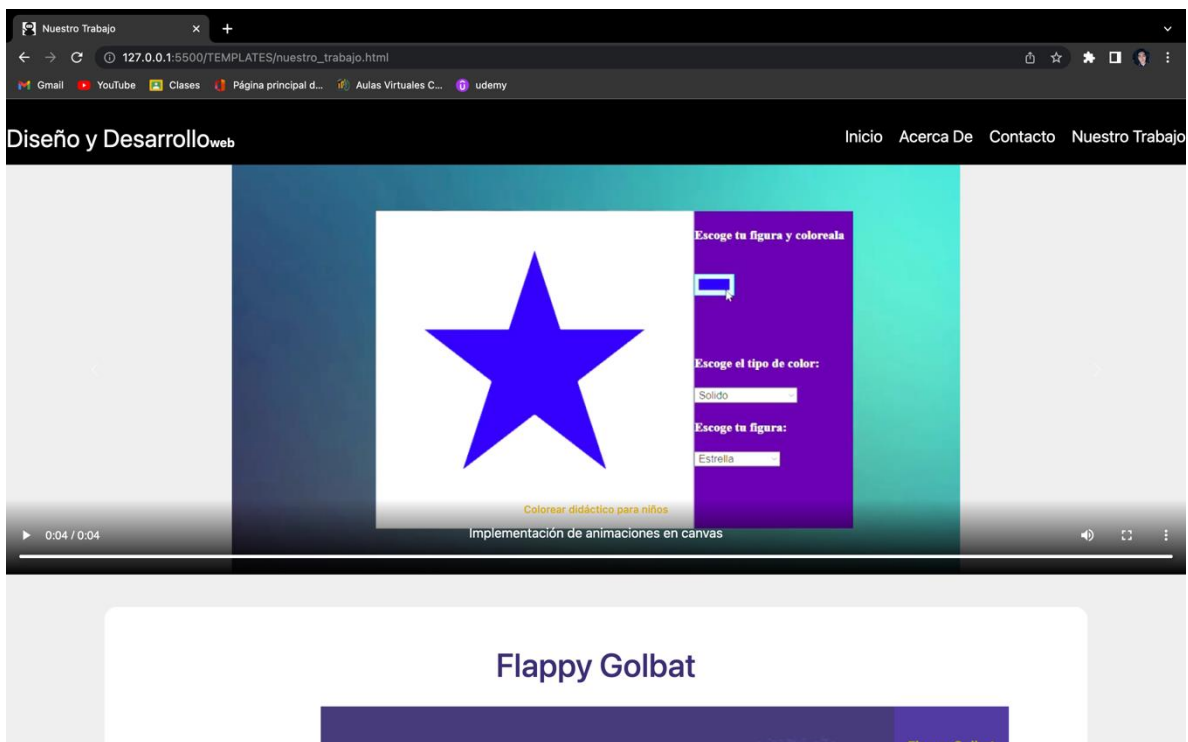 Nuestro Trabajo
127.0.0.1:5500/TEMPLATES/nuestro_trabajo.html
Gmail YouTube Clases Página principal d... Aulas Virtuales C... udemy
Diseño y Desarrolloweb Inicio Acerca De Contacto Nuestro Trabajo
Escoge tu figura y coloreala
Escoge el tipo de color:
Solido
Escoge tu figura:
Estrella
Colorear didáctico para niños
Implementación de animaciones en canvas
0:04 / 0:04
Flappy Golbat